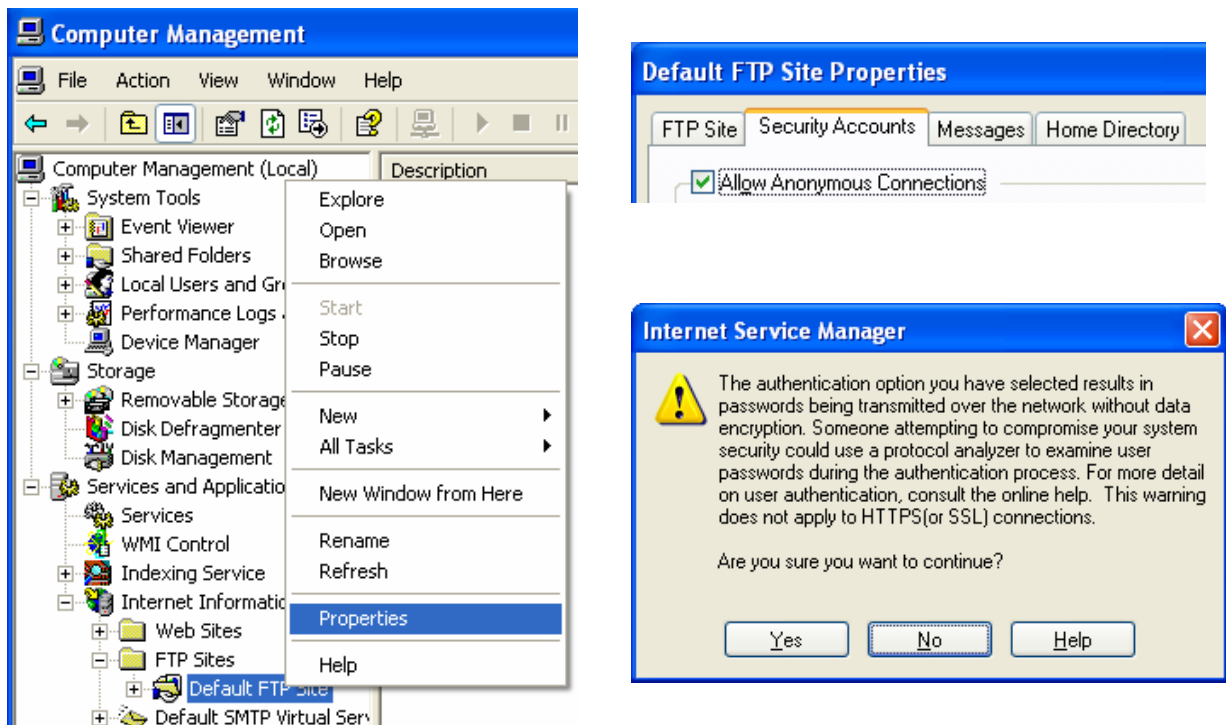 Computer Management
File Action View Window Help
Computer Management (Local)
Description
System Tools
Event Viewer
Shared Folders
Local Users and Gr
Performance Logs
Device Manager
Storage
Removable Storage
Disk Defragmenter
Disk Management
Services and Applicatio
Services
WMI Control
Indexing Service
Internet Informatic
Web Sites
FTP Sites
Default FTP Site
Default SMTP Virtual Serv
Explore
Open
Browse
Start
Stop
Pause
New
All Tasks
New Window from Here
Rename
Refresh
Properties
Help
Default FTP Site Properties
FTP Site Security Accounts Messages Home Directory
Allow Anonymous Connections
Internet Service Manager
The authentication option you have selected results in
passwords being transmitted over the network without data
encryption. Someone attempting to compromise your system
security could use a protocol analyzer to examine user
passwords during the authentication process. For more detail
on user authentication, consult the online help. This warning
does not apply to HTTPS(or SSL) connections.
Are you sure you want to continue?
Yes No Help